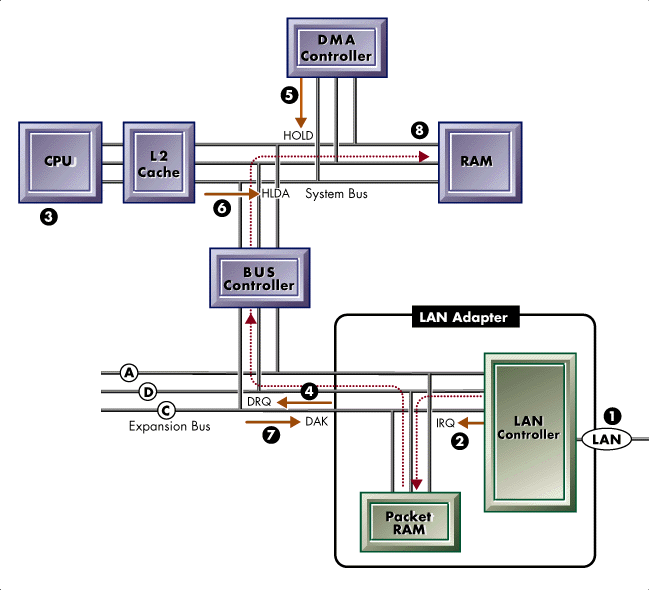 DMA
Controller
5
HOLD
8
CPU
L2
Cache
RAM
3
6
HLDA
System Bus
BUS
Controller
LAN Adapter
A
D
4
DRQ
C
Expansion Bus
7
DAK
IRQ
2
LAN
Controller
1
LAN
Packet
RAM